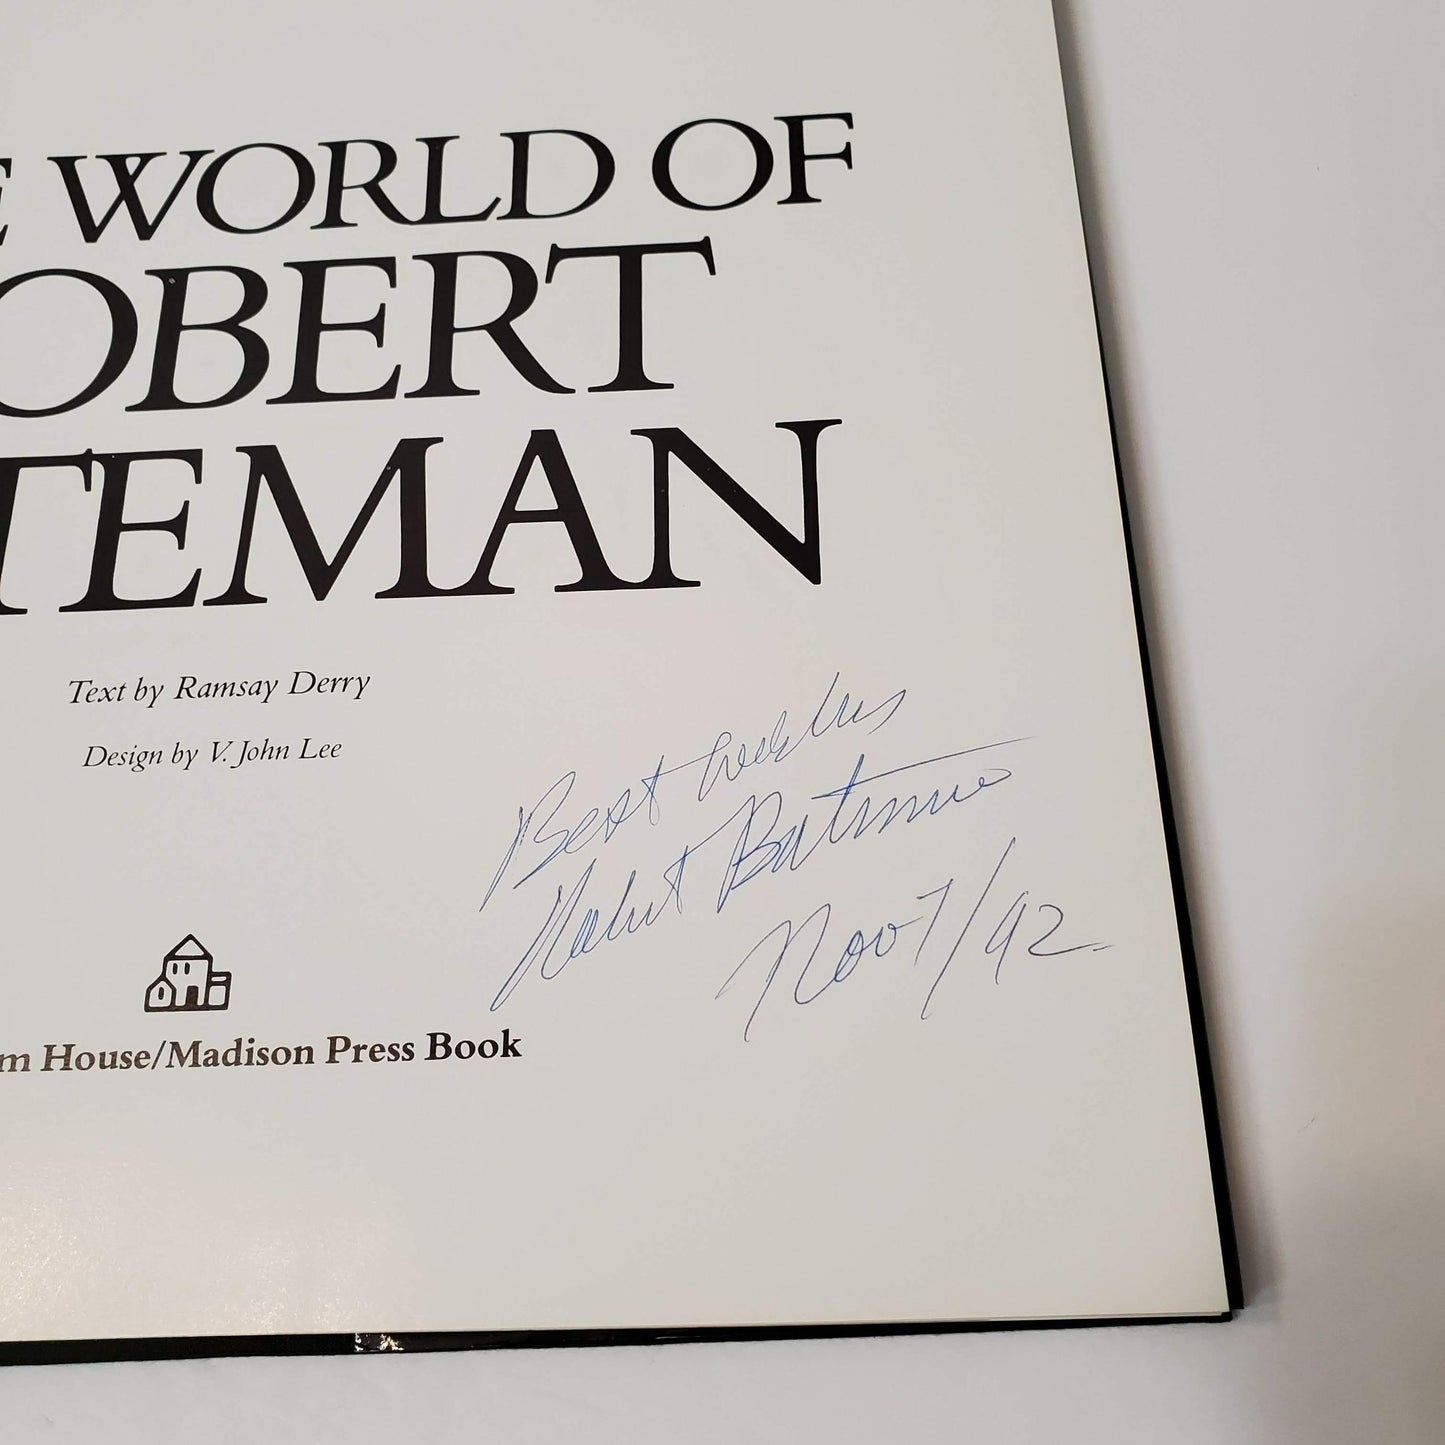 E WORLD OF
OBERT
TEMAN
Text by Ramsay Derry
Design by V. John Lee
Best wishes
Robert Bateman
Nov 7/92
m House/Madison Press Book